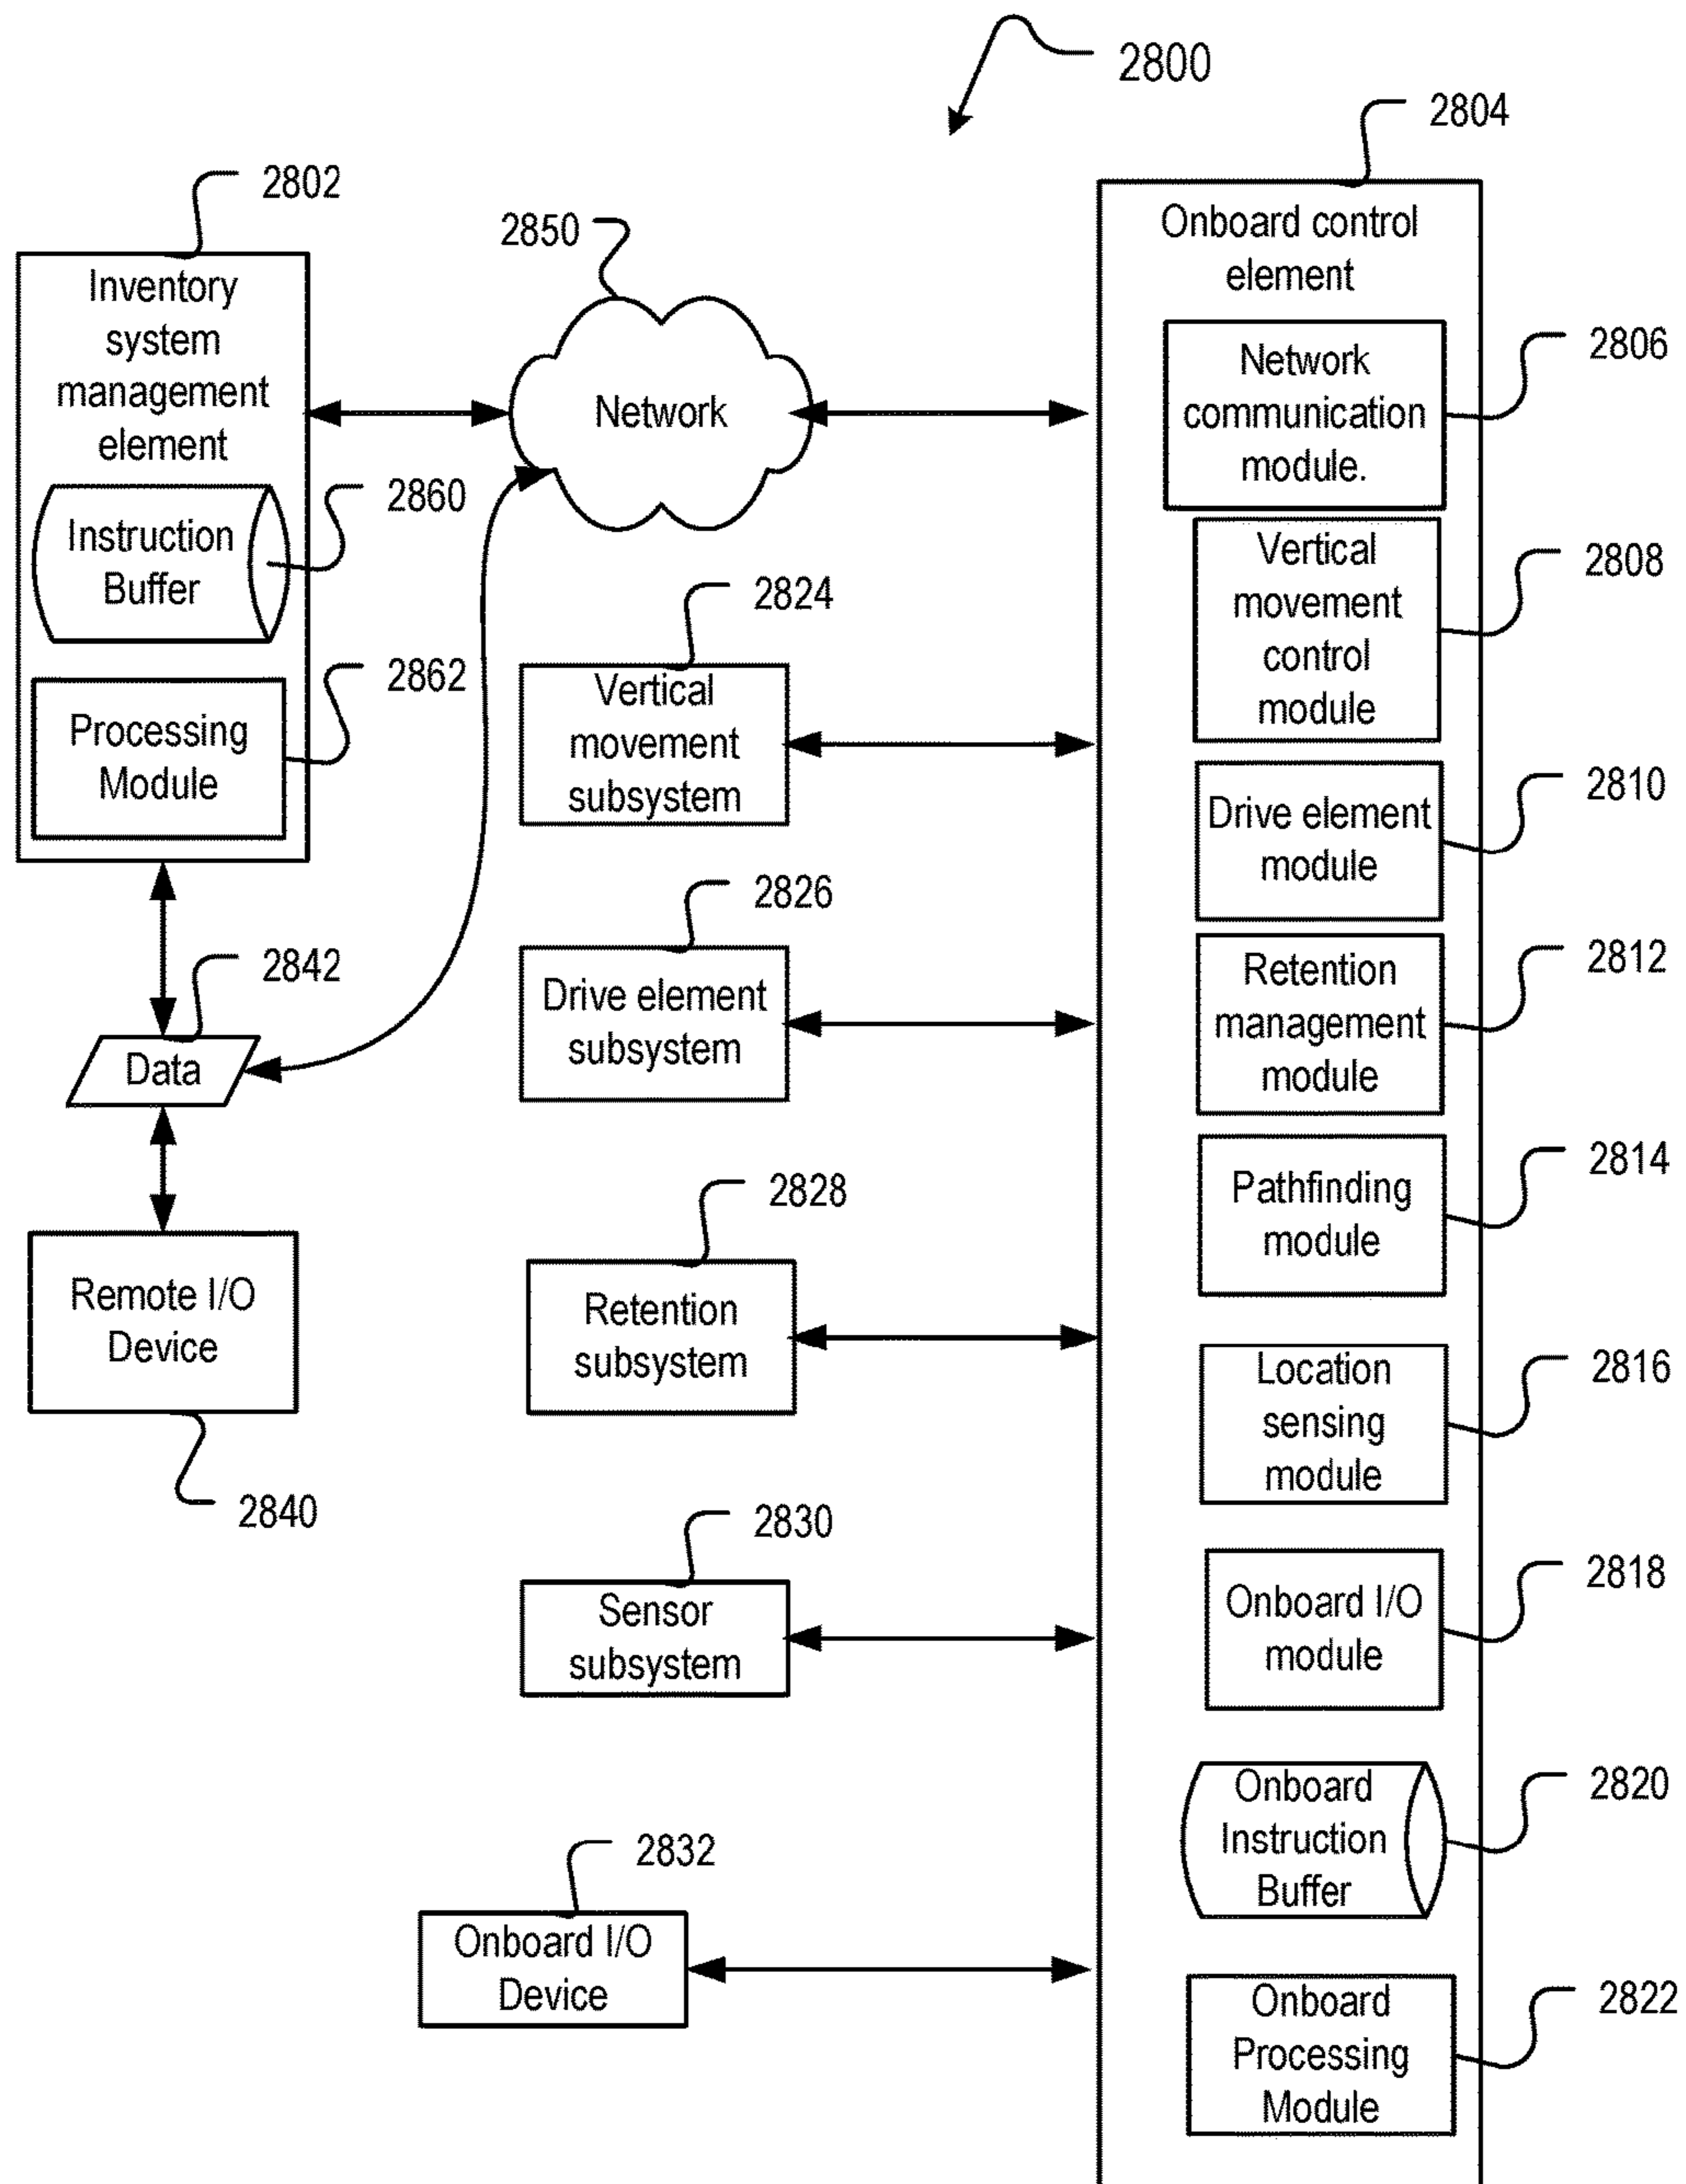 2800
2804
2802
2850
Onboard control
element
Inventory
system
management
element
Network
communication
module.
2806
Network
2860
Instruction
Buffer
Vertical
movement
control
module
2808
2824
2862
Processing
Module
Vertical
movement
subsystem
Drive element
module
2810
2826
2842
Data
Drive element
subsystem
Retention
management
module
2812
2828
Pathfinding
module
2814
Remote I/O
Device
2840
Retention
subsystem
Location
sensing
module
2816
2830
Sensor
subsystem
Onboard I/O
module
2818
2832
Onboard I/O
Device
Onboard
Instruction
Buffer
2820
Onboard
Processing
Module
2822